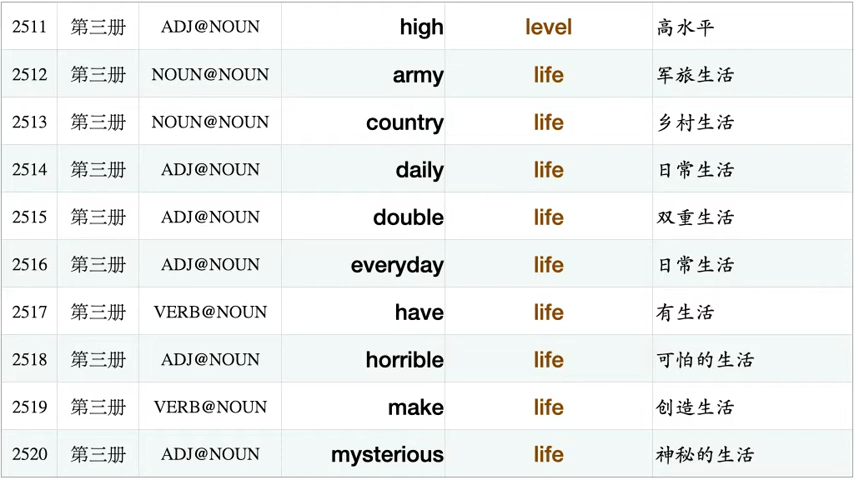 2511 第三册 ADJ@NOUN high level 高水平
2512 第三册 NOUN@NOUN army life 军旅生活
2513 第三册 NOUN@NOUN country life 乡村生活
2514 第三册 ADJ@NOUN daily life 日常生活
2515 第三册 ADJ@NOUN double life 双重生活
2516 第三册 ADJ@NOUN everyday life 日常生活
2517 第三册 VERB@NOUN have life 有生活
2518 第三册 ADJ@NOUN horrible life 可怕的生活
2519 第三册 VERB@NOUN make life 创造生活
2520 第三册 ADJ@NOUN mysterious life 神秘的生活